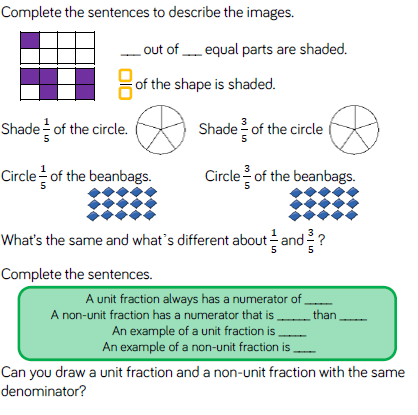 Complete the sentences to describe the images.
___ out of ___ equal parts are shaded.
of the shape is shaded.
Shade 1/5 of the circle. Shade 3/5 of the circle
Circle 1/5 of the beanbags. Circle 3/5 of the beanbags.
What's the same and what's different about 1/5 and 3/5 ?
Complete the sentences.
A unit fraction always has a numerator of ____
A non-unit fraction has a numerator that is _____ than ____
An example of a unit fraction is ____
An example of a non-unit fraction is ____
Can you draw a unit fraction and a non-unit fraction with the same
denominator?